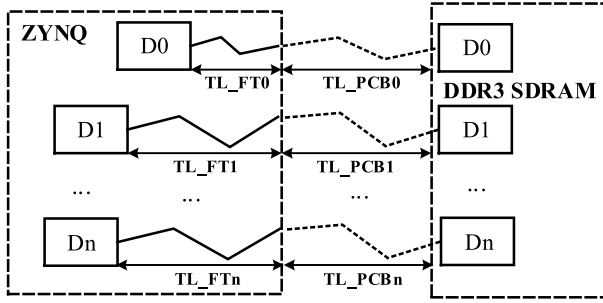 ZYNQ
D0
D0
TL_FT0
TL_PCB0
DDR3 SDRAM
D1
D1
TL_FT1
TL_PCB1
...
...
...
...
Dn
Dn
TL_FTn
TL_PCBn